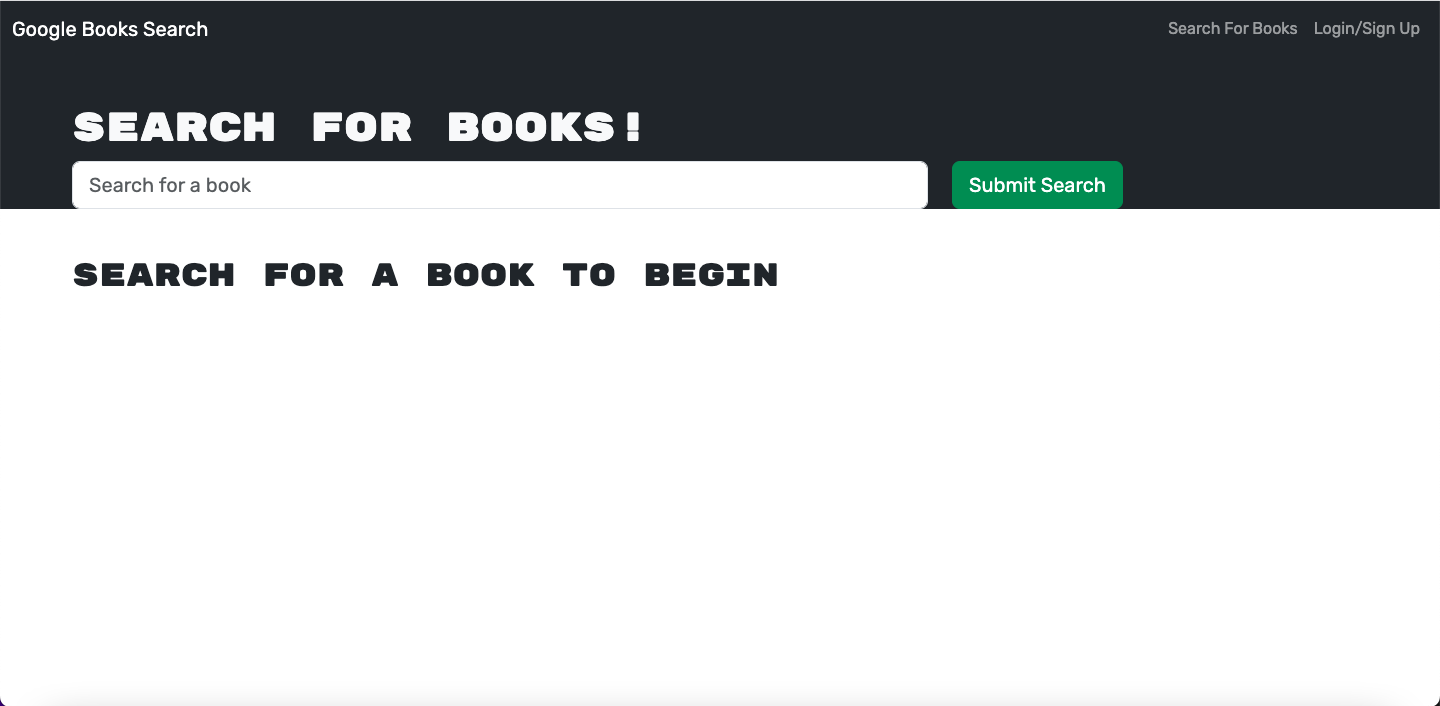 Google Books Search
Search For Books
Login/Sign Up
SEARCH FOR BOOKS!
Search for a book
Submit Search
SEARCH FOR A BOOK TO BEGIN